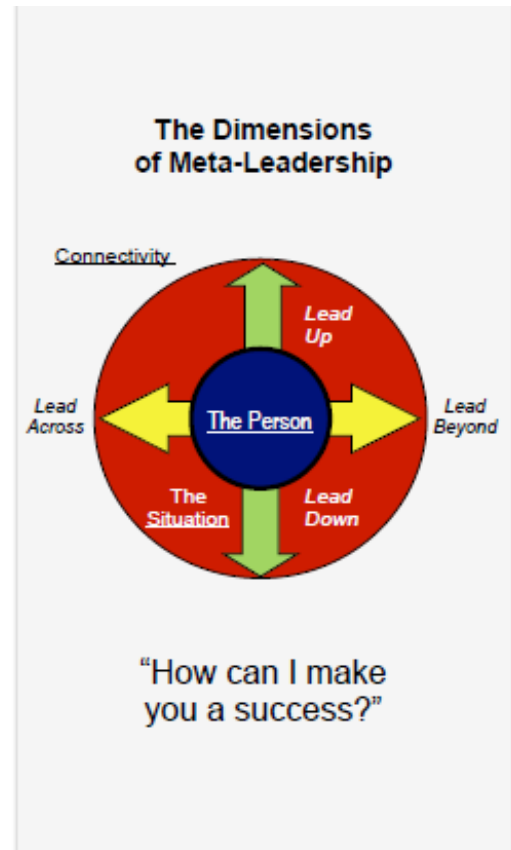 The Dimensions
of Meta-Leadership
Connectivity
Lead
Up
Lead
Across
The Person
Lead
Beyond
The
Situation
Lead
Down
“How can I make
you a success?”